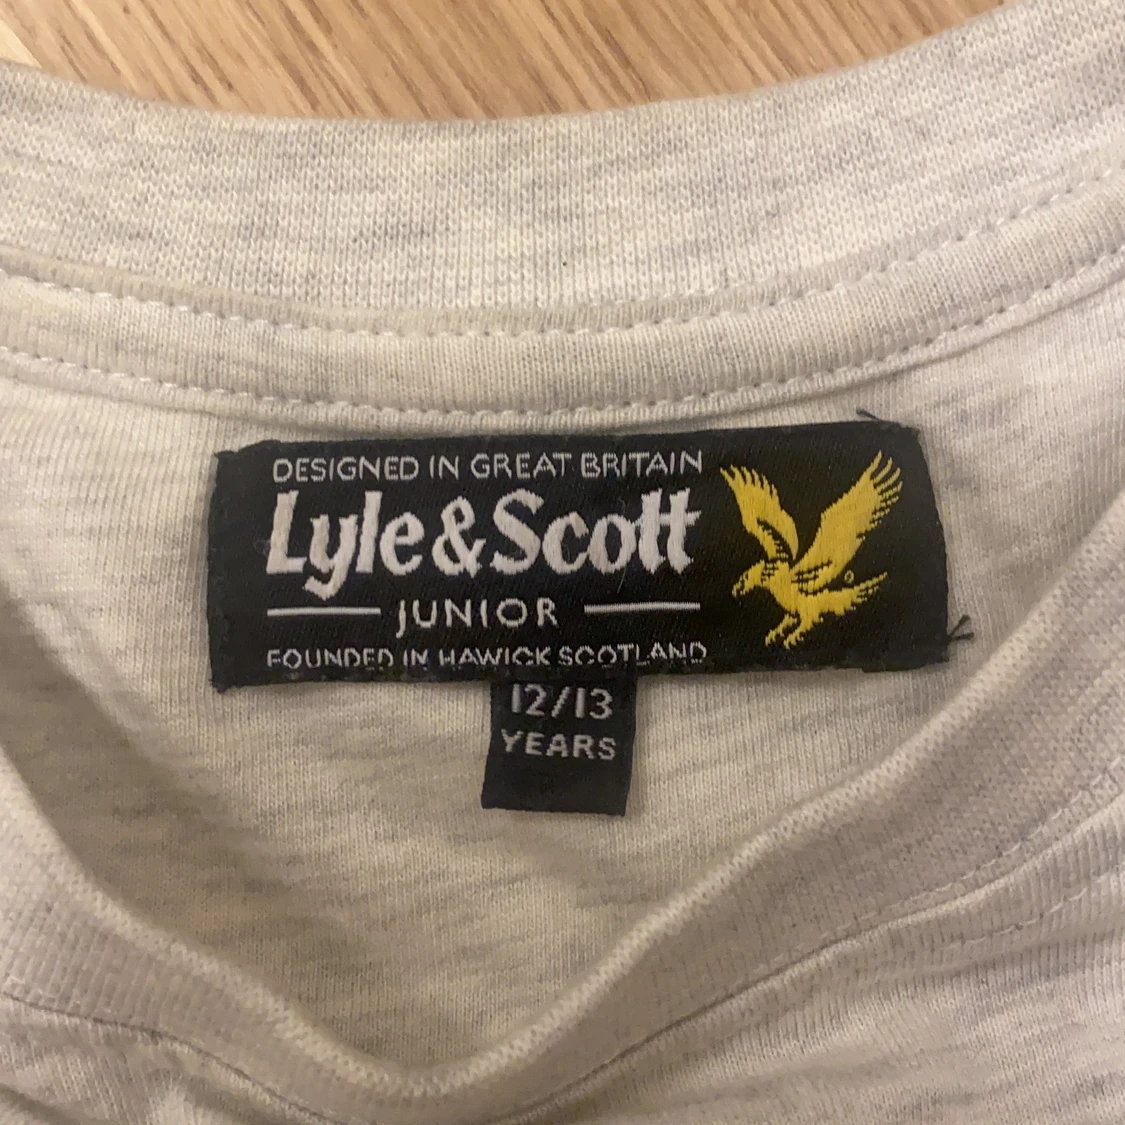 DESIGNED IN GREAT BRITAIN
Lyle&Scott
JUNIOR
FOUNDED IN HAWICK SCOTLAND
12/13
YEARS